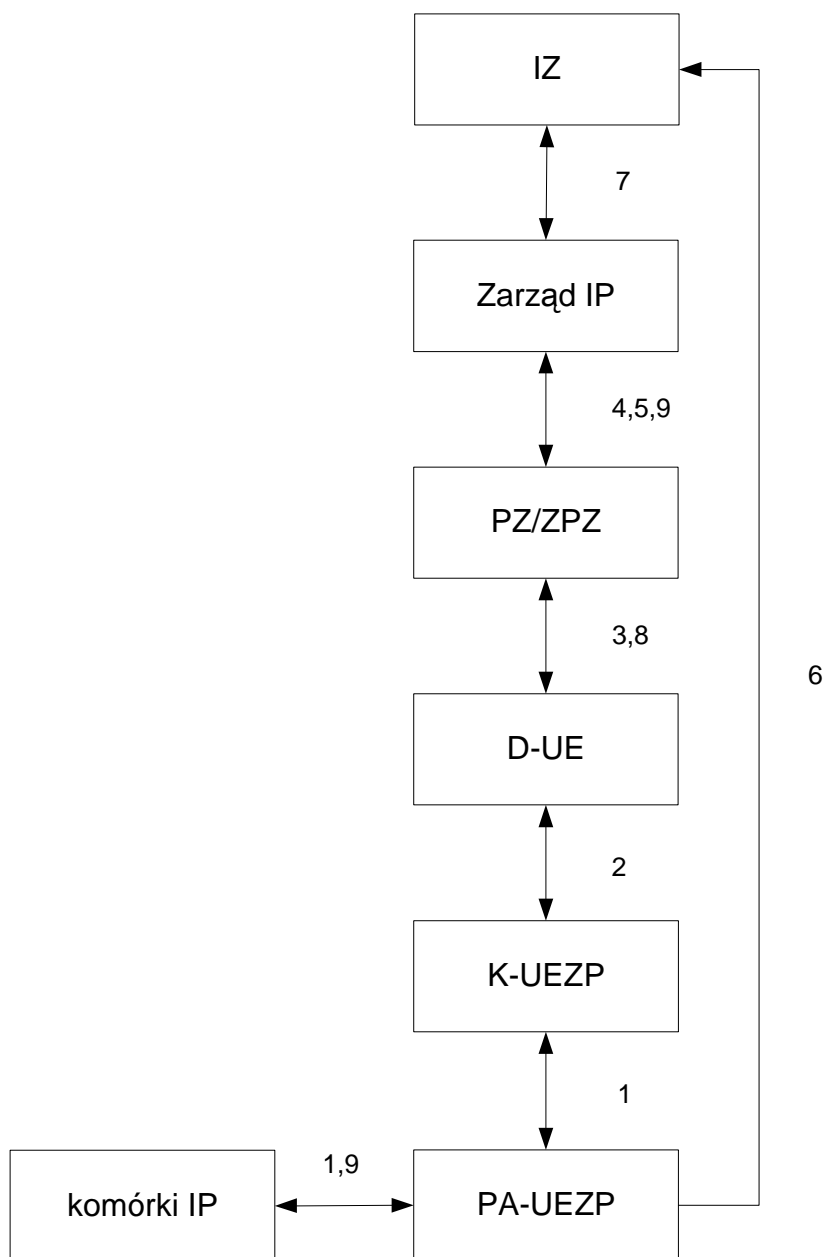 IZ
7
Zarząd IP
4,5,9
PZ/ZPZ
3,8
6
D-UE
2
K-UEZP
1
1,9
komórki IP
PA-UEZP